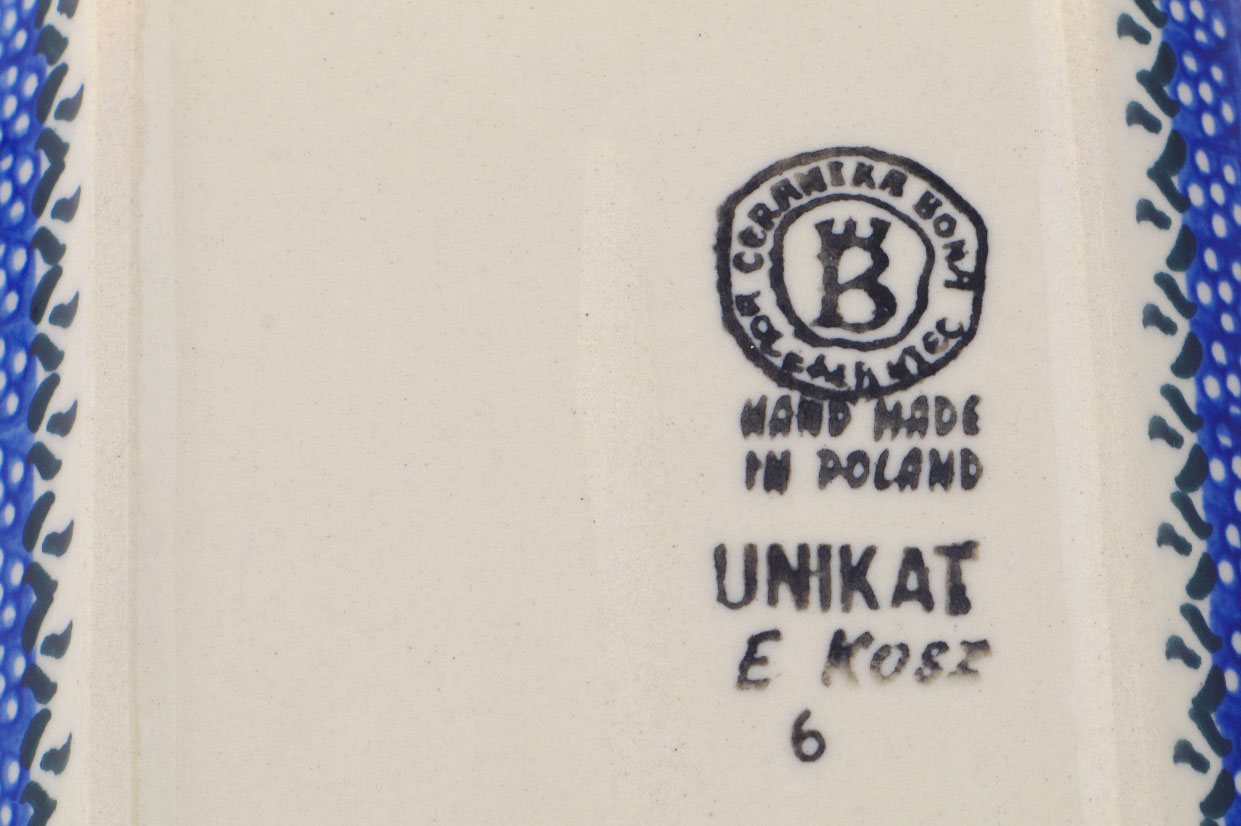 CERAMIKA BONA
BOLESŁAWIEC
B
HAND MADE
IN POLAND
UNIKAT
E KOSZ
6